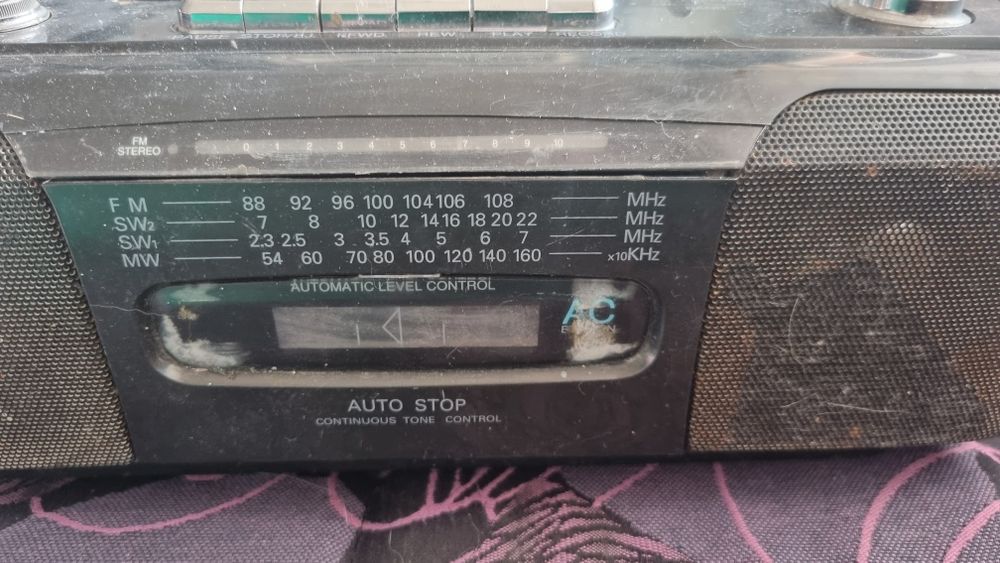 PLAY
FM
STEREO
0 1 2 3 4 5 6 7 8 9 10
FM 88 92 96 100 104 106 108 MHz
SW2 7 8 10 12 14 16 18 20 22 MHz
SW1 2.3 2.5 3 3.5 4 5 6 7 MHz
MW 54 60 70 80 100 120 140 160 x10KHz
AUTOMATIC LEVEL CONTROL
AC
AUTO STOP
CONTINUOUS TONE CONTROL